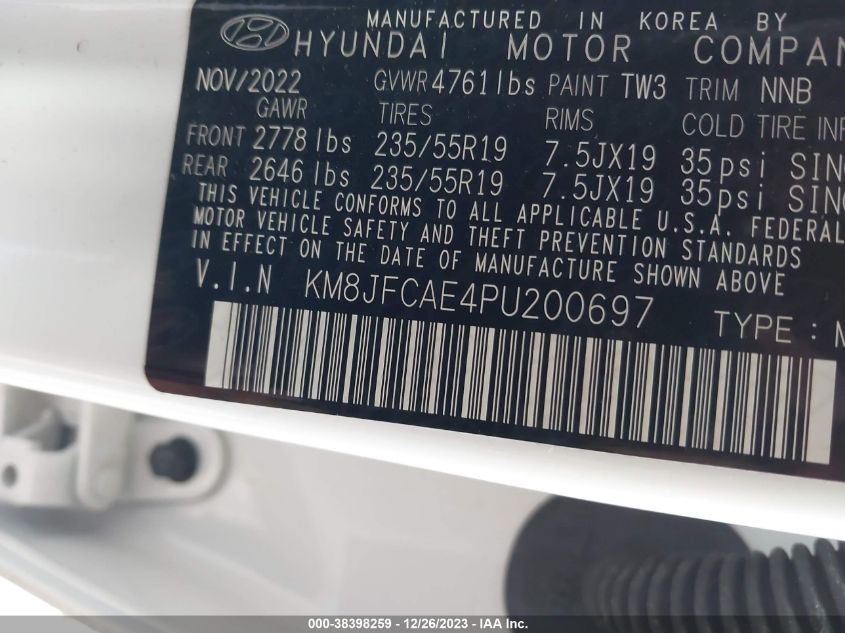 MANUFACTURED IN KOREA BY
HYUNDAI MOTOR COMPAN
NOV/2022 GVWR 4761 lbs PAINT TW3 TRIM NNB
GAWR TIRES RIMS COLD TIRE INF
FRONT 2778 lbs 235/55R19 7.5JX19 35psi SING
REAR 2646 lbs 235/55R19 7.5JX19 35psi SING
THIS VEHICLE CONFORMS TO ALL APPLICABLE U.S.A. FEDERAL
MOTOR VEHICLE SAFETY AND THEFT PREVENTION STANDARDS
IN EFFECT ON THE DATE OF MANUFACTURE SHOWN ABOVE
V.I.N KM8JFCAE4PU200697 TYPE :
000-38398259 - 12/26/2023 - IAA Inc.